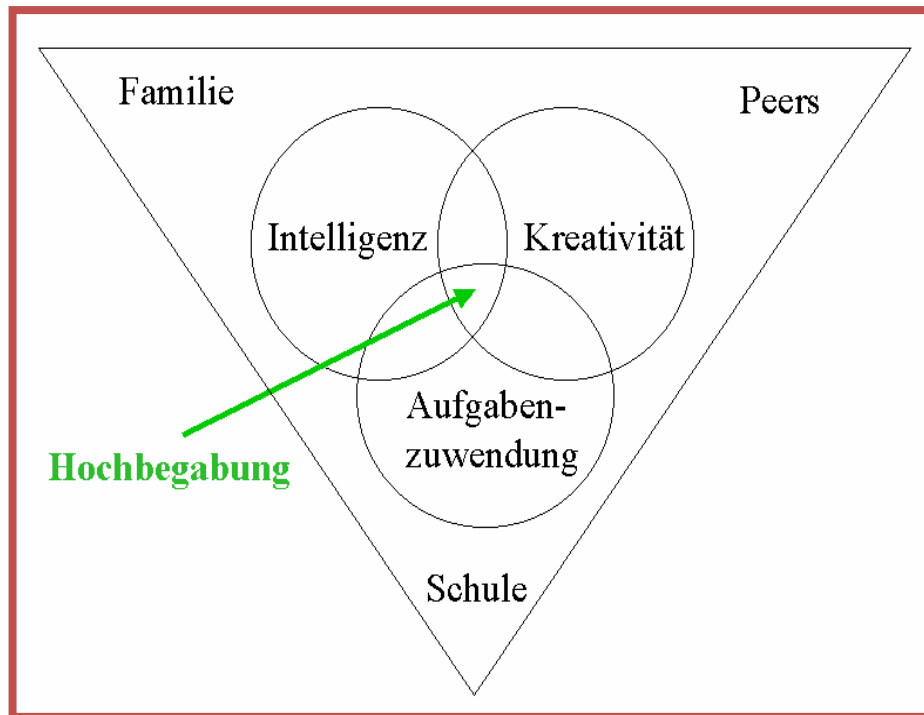 Familie
Peers
Intelligenz
Kreativität
Aufgaben-
zuwendung
Hochbegabung
Schule